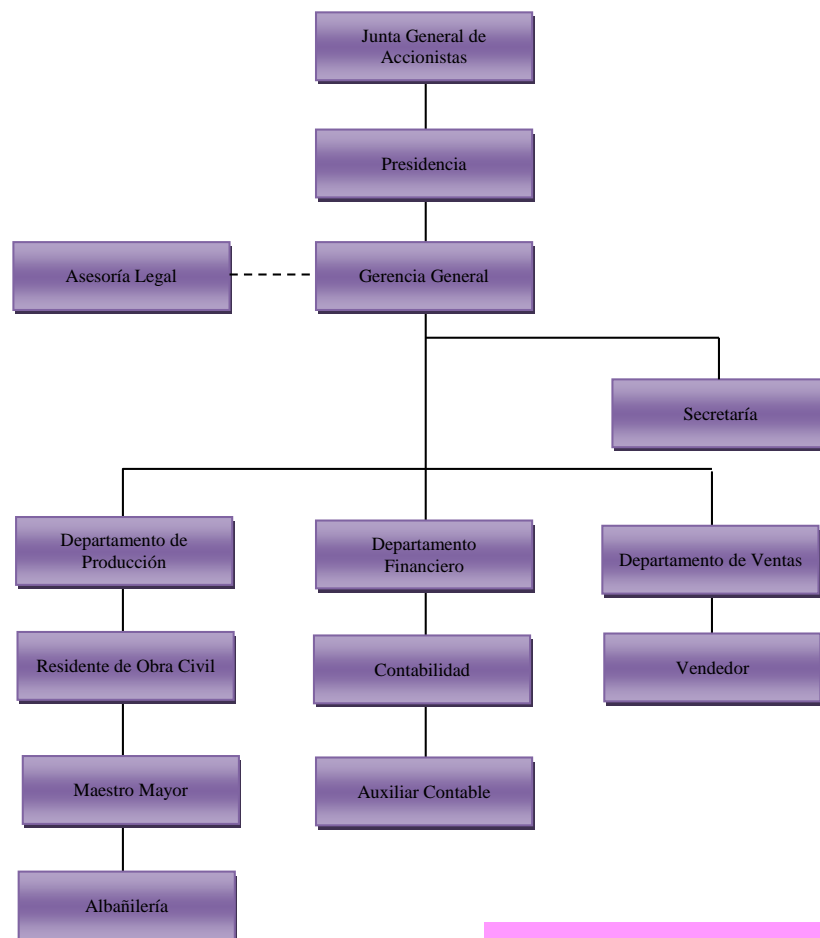 Junta General de
Accionistas
Presidencia
Asesoría Legal
Gerencia General
Secretaría
Departamento de
Producción
Departamento
Financiero
Departamento de Ventas
Residente de Obra Civil
Contabilidad
Vendedor
Maestro Mayor
Auxiliar Contable
Albañilería